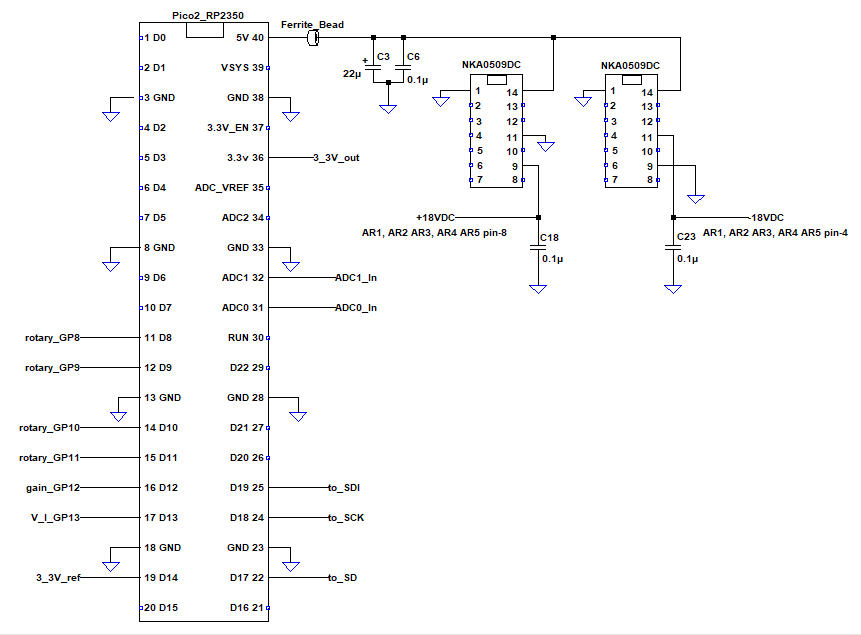 Pico2_RP2350
1 D0
2 D1
3 GND
4 D2
5 D3
6 D4
7 D5
8 GND
9 D6
10 D7
11 D8
12 D9
13 GND
14 D10
15 D11
16 D12
17 D13
18 GND
19 D14
20 D15
5V 40
VSYS 39
GND 38
3.3V_EN 37
3.3v 36
ADC_VREF 35
ADC2 34
GND 33
ADC1 32
ADC0 31
RUN 30
D22 29
GND 28
D21 27
D20 26
D19 25
D18 24
GND 23
D17 22
D16 21
rotary_GP8
rotary_GP9
rotary_GP10
rotary_GP11
gain_GP12
V_I_GP13
3_3V_ref
Ferrite_Bead
3_3V_out
ADC1_In
ADC0_In
to_SDI
to_SCK
to_SD
+
C3
22µ
C6
0.1µ
NKA0509DC
1 14
2 13
3 12
4 11
5 10
6 9
7 8
+18VDC
AR1, AR2 AR3, AR4 AR5 pin-8
C18
0.1µ
NKA0509DC
1 14
2 13
3 12
4 11
5 10
6 9
7 8
-18VDC
AR1, AR2 AR3, AR4 AR5 pin-4
C23
0.1µ